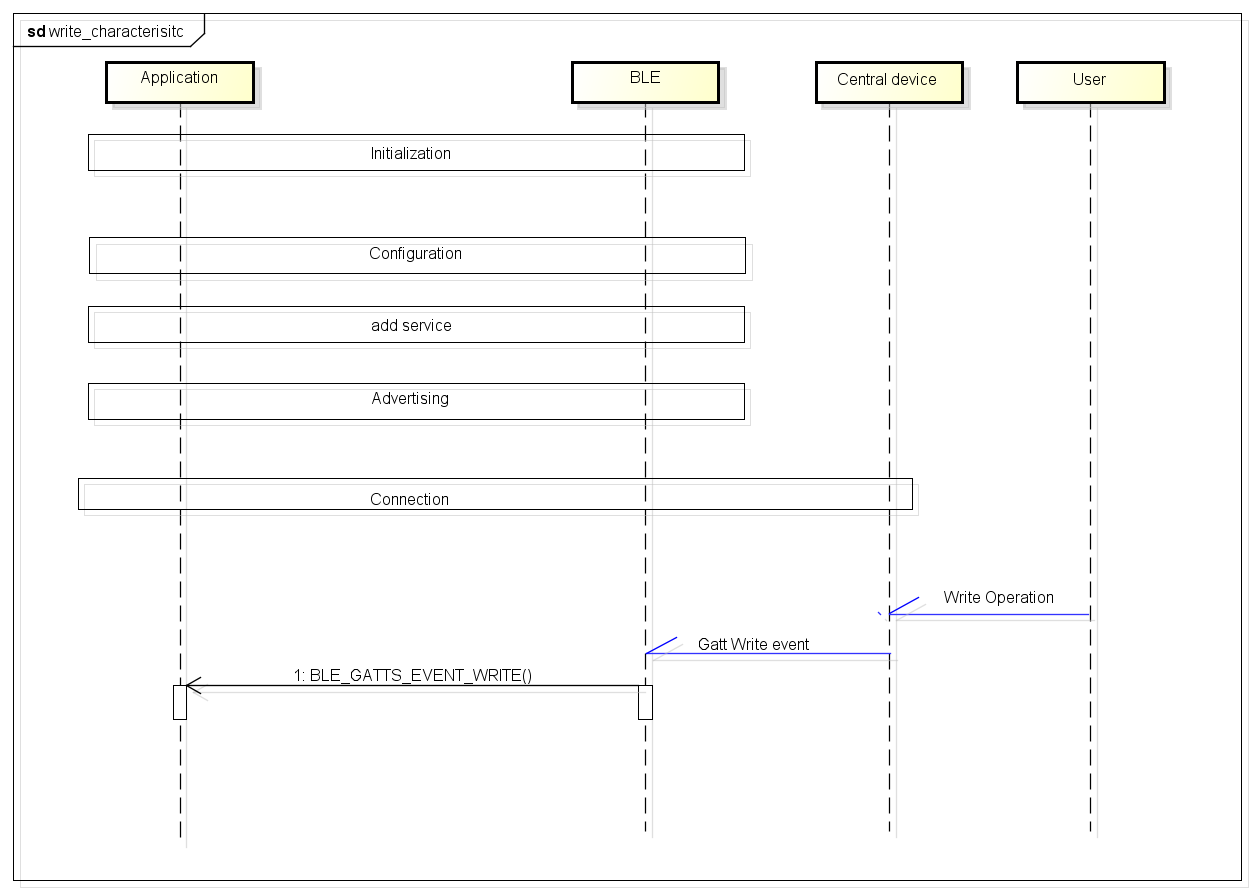 sd write_characterisitc
Application
BLE
Central device
User
Initialization
Configuration
add service
Advertising
Connection
Write Operation
Gatt Write event
1: BLE_GATTS_EVENT_WRITE()